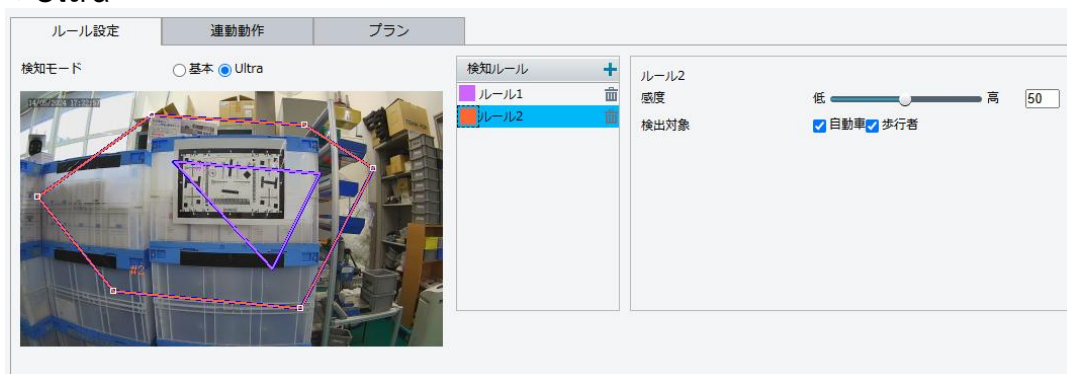 Ultra
ルール設定
連動動作
プラン
検知モード
基本
Ultra
検知ルール
ルール1
ルール2
ルール2
感度
低
高
50
検出対象
自動車
歩行者
#2